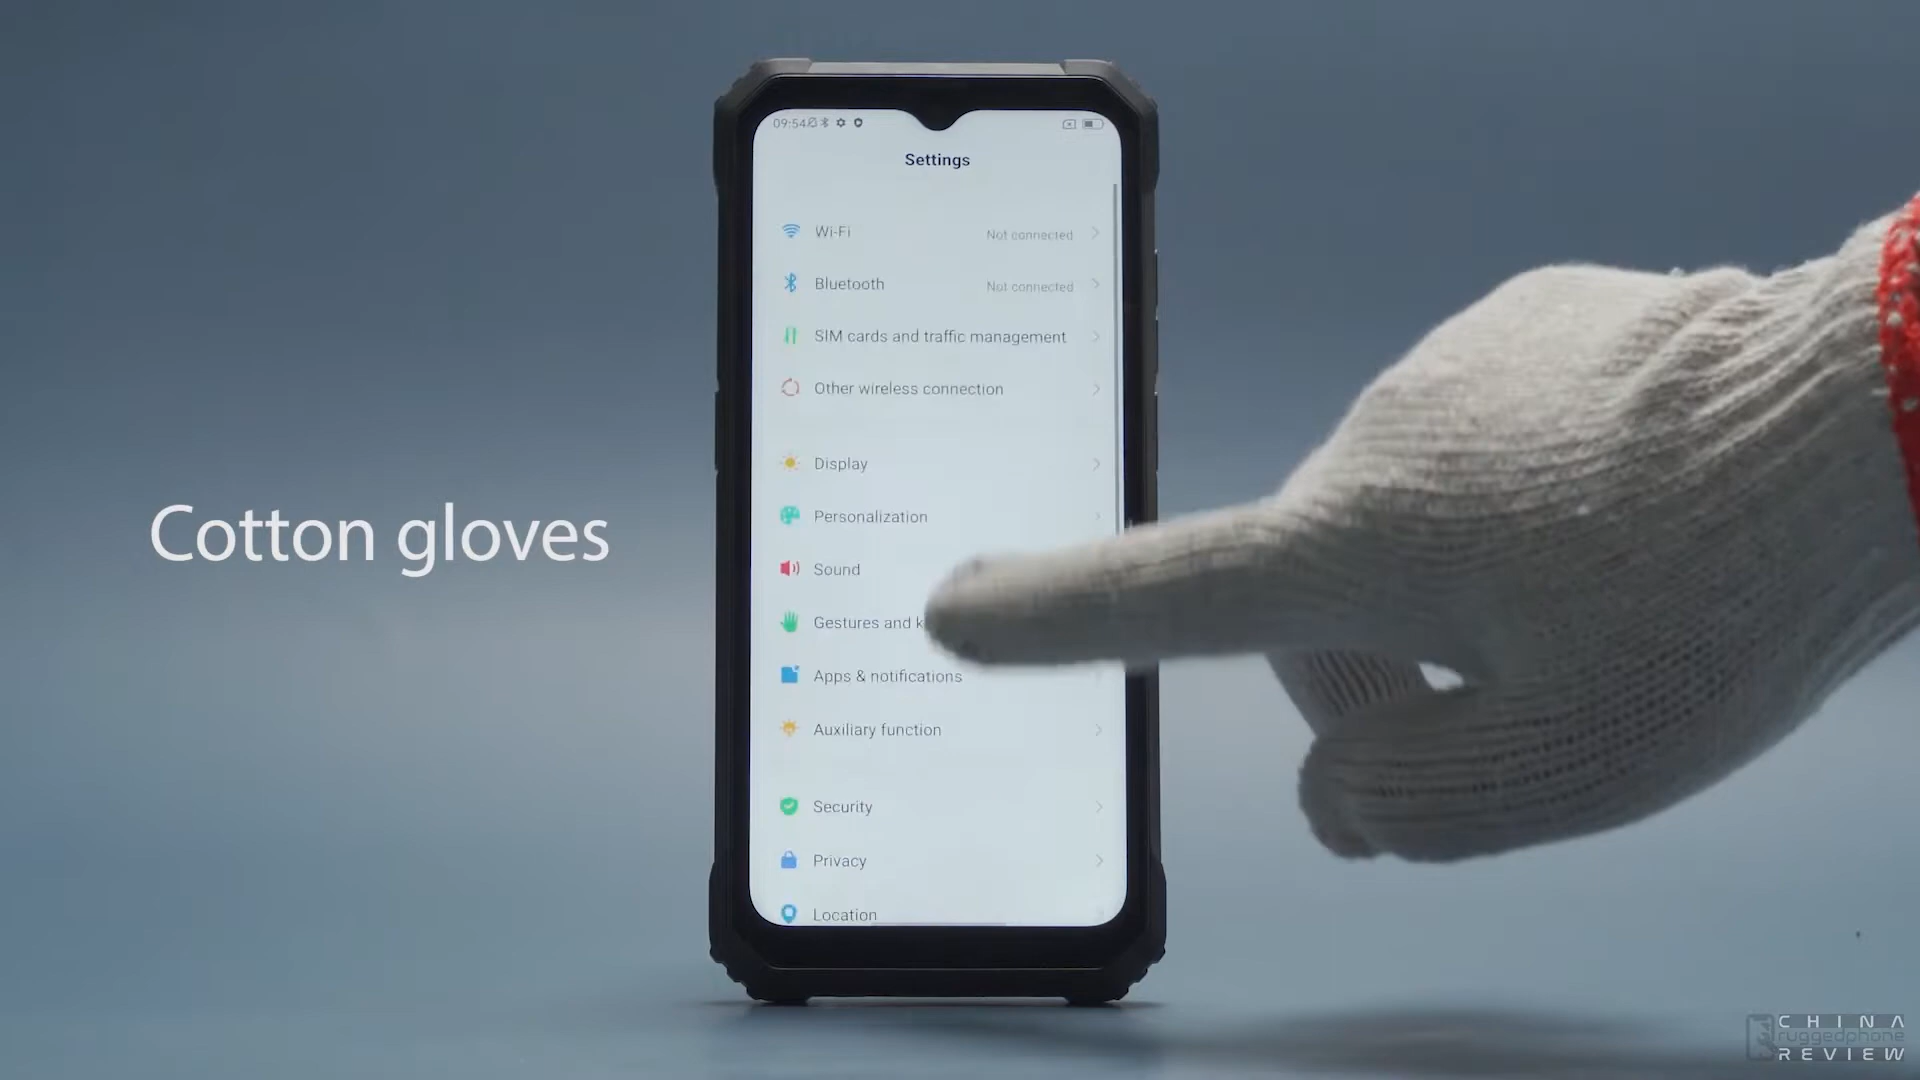 09:54
Settings
Wi-Fi
Not connected
Bluetooth
Not connected
SIM cards and traffic management
Other wireless connection
Display
Personalization
Sound
Gestures and k
Apps & notifications
Auxiliary function
Security
Privacy
Location
Cotton gloves
CHINA
ruggedphone
REVIEW